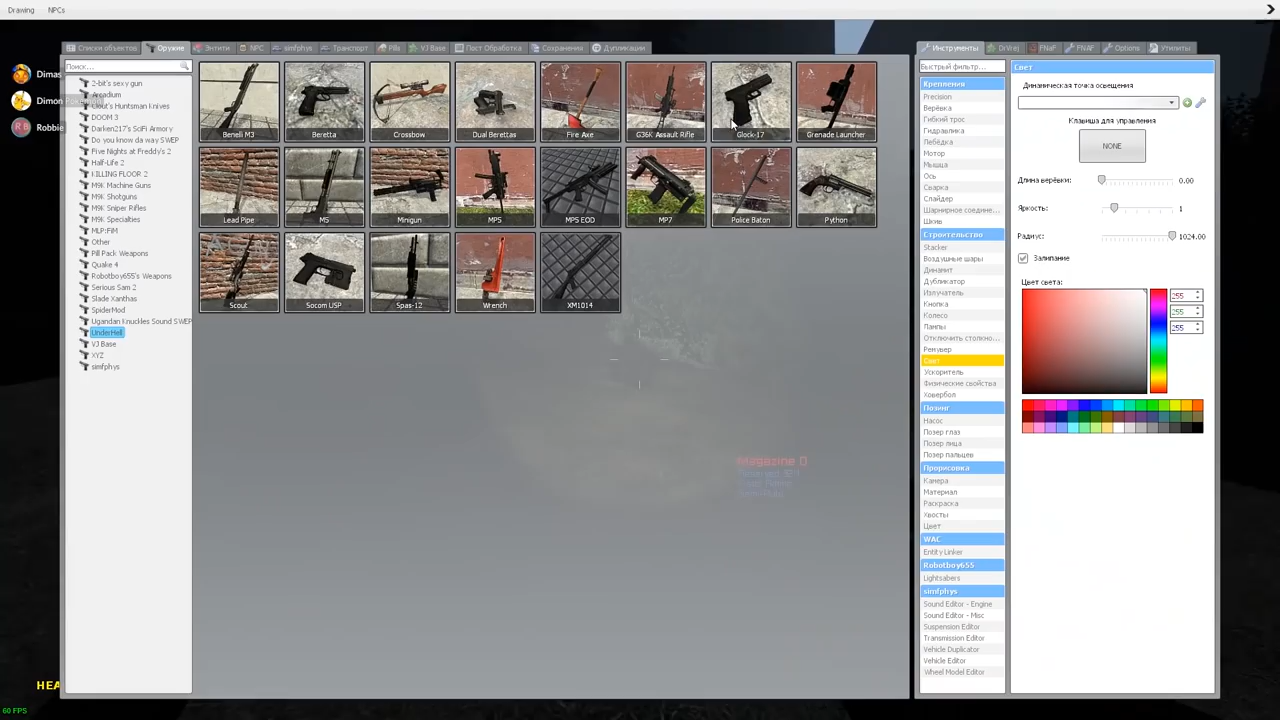 Drawing NPCs
Списки объектов Оружие Энтити NPC simfphys Транспорт Pills VJ Base Пост Обработка Сохранения Дупликации
Поиск...
2-bit's sexy gun
Arcadium
Clout's Huntsman Knives
DOOM 3
Darken217's SciFi Armory
Do you know da way SWEP
Five Nights at Freddy's 2
Half-Life 2
KILLING FLOOR 2
M9K Machine Guns
M9K Shotguns
M9K Sniper Rifles
M9K Specialties
MLP:FiM
Other
Pill Pack Weapons
Quake 4
Robotboy655's Weapons
Serious Sam 2
Slade Xanthas
SpiderMod
Ugandan Knuckles Sound SWEP
UnderHell
VJ Base
XYZ
simfphys
Dimas
Dimon
Robbie
Benelli M3 Beretta Crossbow Dual Berettas Fire Axe G36K Assault Rifle Glock-17 Grenade Launcher
Lead Pipe M5 Minigun MP5 MP5 EOD MP7 Police Baton Python
Scout Socom USP Spas-12 Wrench XM1014
Magazine 0
HEA
60 FPS
Инструменты DrVrej FNaF FNAF Options Утилиты
Быстрый фильтр...
Крепления
Precision
Верёвка
Гибкий трос
Гидравлика
Лебёдка
Мотор
Мышца
Ось
Сварка
Слайдер
Шарнирное соедине...
Шкив
Строительство
Stacker
Воздушные шары
Динамит
Дубликатор
Излучатель
Кнопка
Колесо
Лампы
Отключить столкно...
Ремувер
Свет
Ускоритель
Физические свойства
Ховербол
Позинг
Насос
Позер глаз
Позер лица
Позер пальцев
Прорисовка
Камера
Материал
Раскраска
Хвосты
Цвет
WAC
Entity Linker
Robotboy655
Lightsabers
simfphys
Sound Editor - Engine
Sound Editor - Misc
Suspension Editor
Transmission Editor
Vehicle Duplicator
Vehicle Editor
Wheel Model Editor
Свет
Динамическая точка освещения
Клавиша для управления
NONE
Длина верёвки: 0.00
Яркость: 1
Радиус: 1024.00
Залипание
Цвет света:
255
255
255